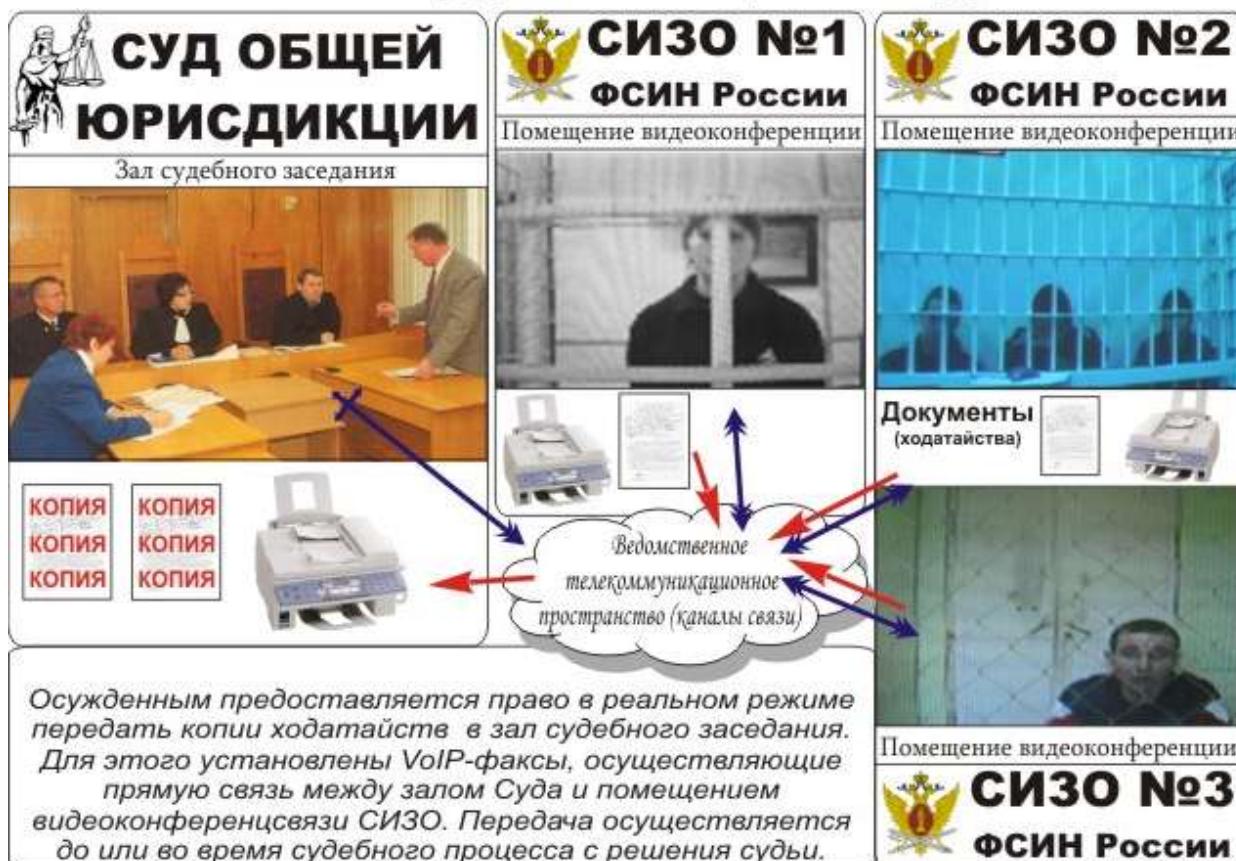 СУД ОБЩЕЙ
ЮРИСДИКЦИИ
Зал судебного заседания
КОПИЯ
КОПИЯ
КОПИЯ
КОПИЯ
КОПИЯ
КОПИЯ
СИЗО №1
ФСИН России
Помещение видеоконференции
СИЗО №2
ФСИН России
Помещение видеоконференции
Документы
(ходатайства)
Ведомственное
телекоммуникационное
пространство (каналы связи)
Помещение видеоконференции
СИЗО №3
ФСИН России
Осужденным предоставляется право в реальном режиме
передать копии ходатайств в зал судебного заседания.
Для этого установлены VoIP-факсы, осуществляющие
прямую связь между залом Суда и помещением
видеоконференцсвязи СИЗО. Передача осуществляется
до или во время судебного процесса с решения судьи.